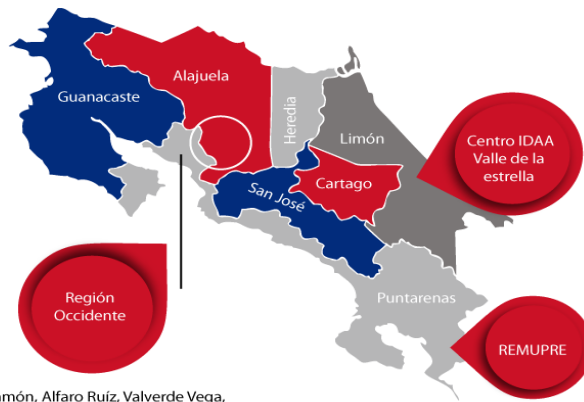 Alajuela
Guanacaste
Heredia
Limón
Centro IDAA
Valle de la
estrella
Cartago
San José
Región
Occidente
Puntarenas
REMUPRE
Alfaro Ruíz, Valverde Vega,